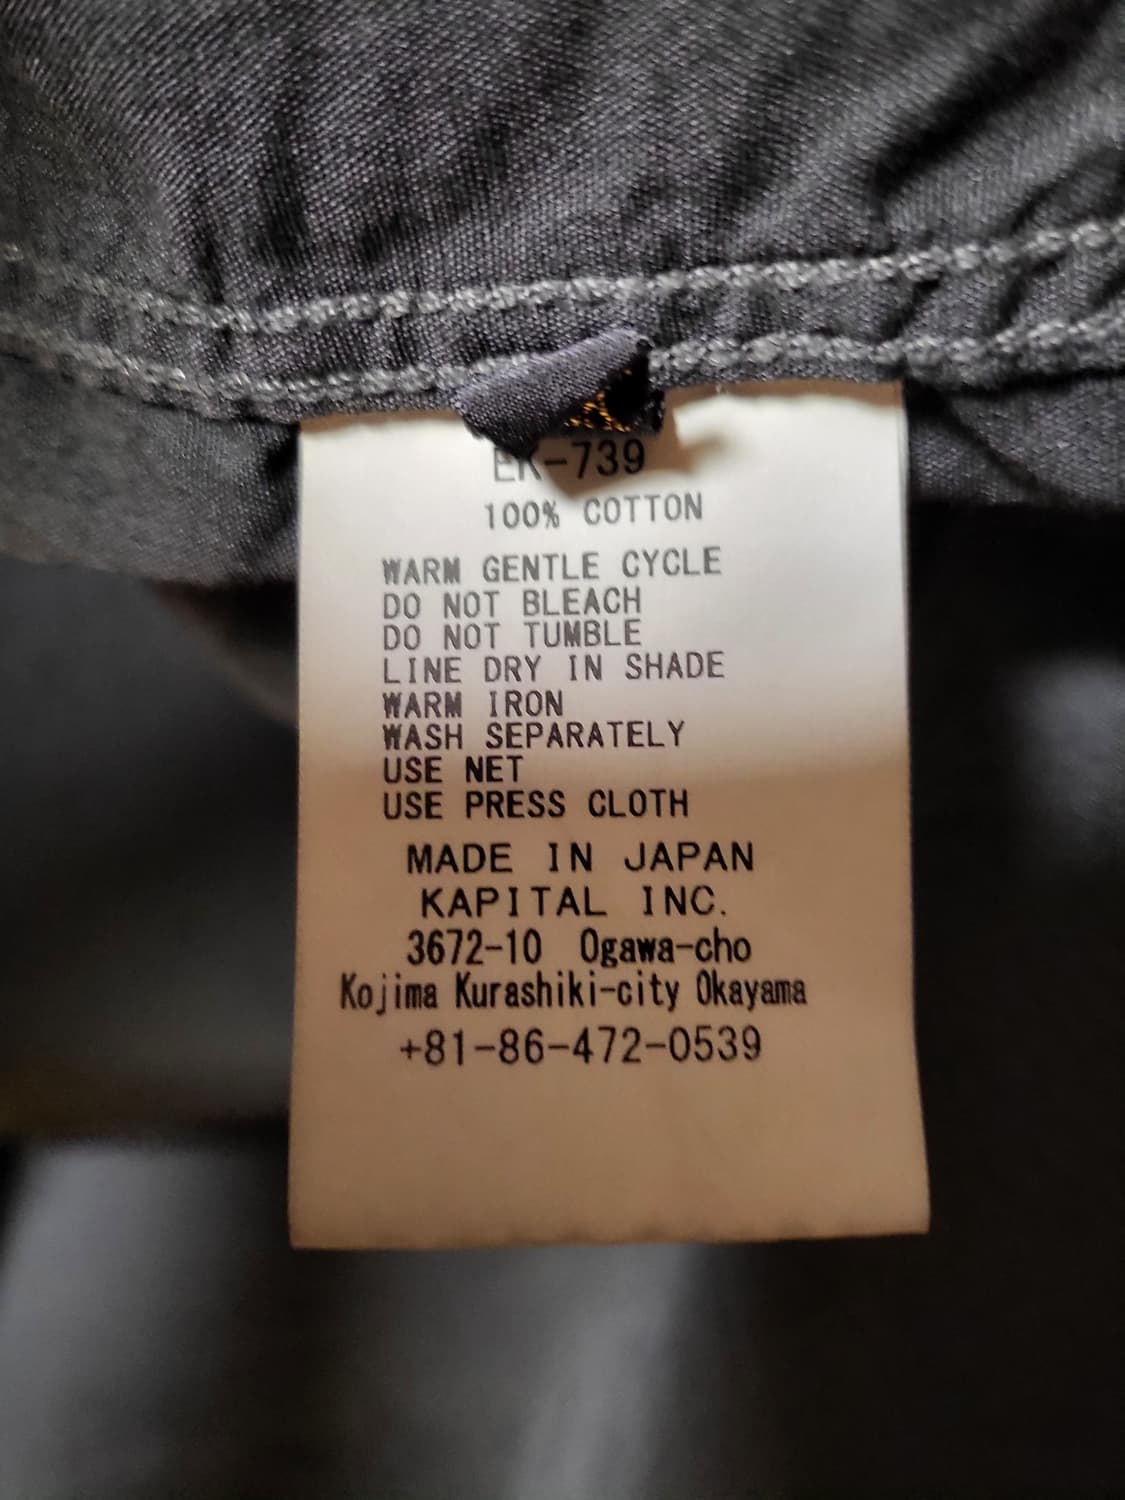 EK-739
100% COTTON
WARM GENTLE CYCLE
DO NOT BLEACH
DO NOT TUMBLE
LINE DRY IN SHADE
WARM IRON
WASH SEPARATELY
USE NET
USE PRESS CLOTH
MADE IN JAPAN
KAPITAL INC.
3672-10 Ogawa-cho
Kojima Kurashiki-city Okayama
+81-86-472-0539